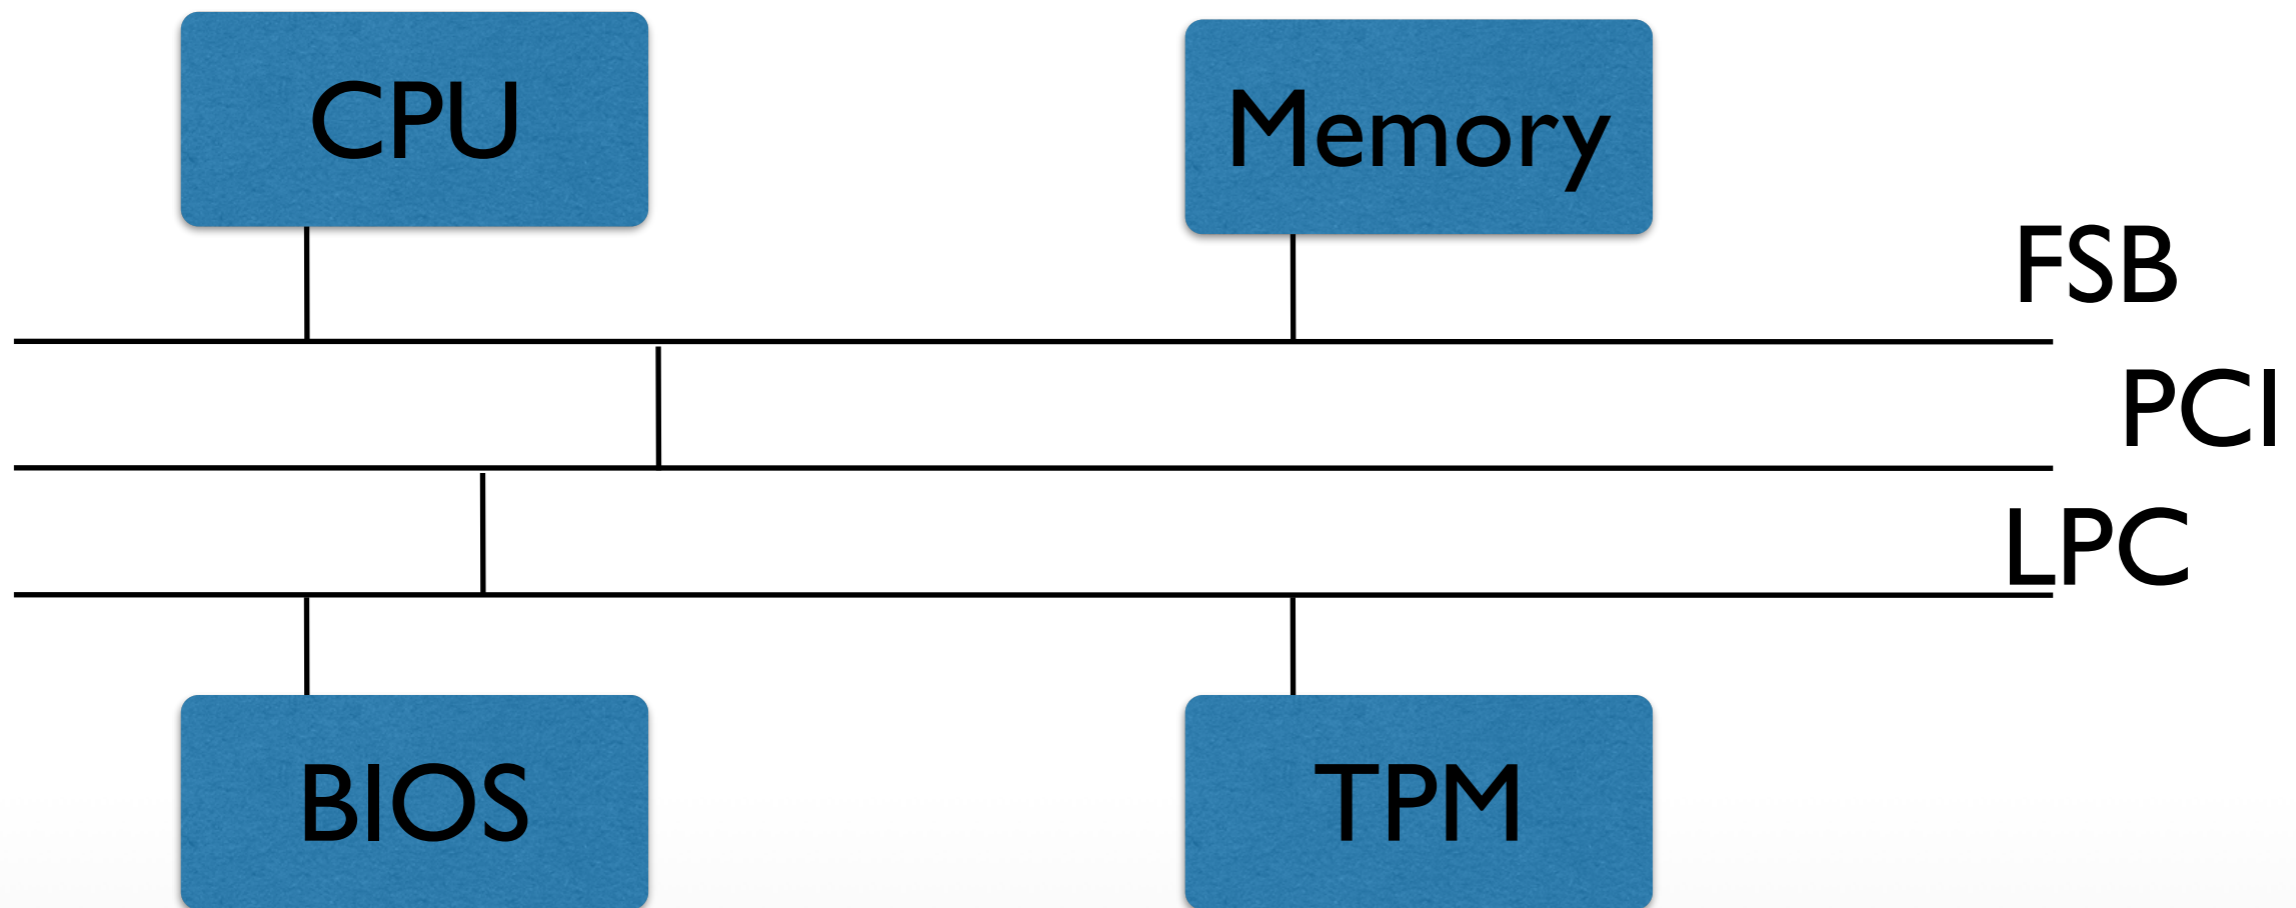 CPU
Memory
FSB
PCI
LPC
BIOS
TPM